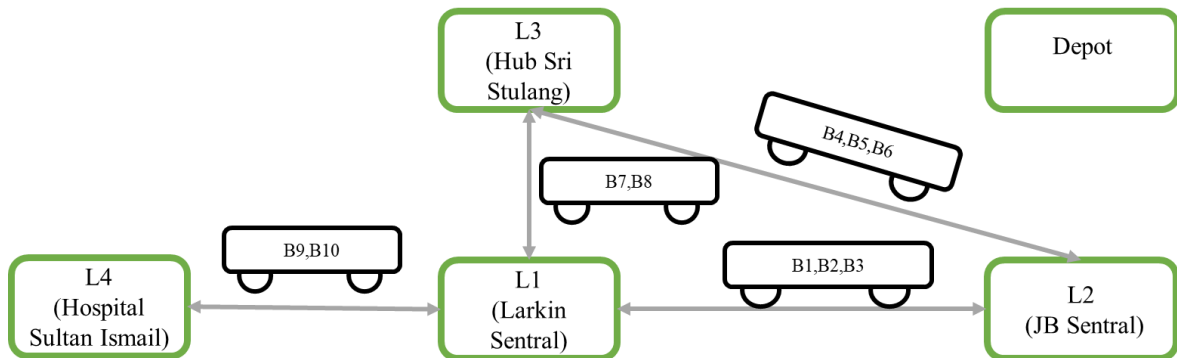 L3
(Hub Sri
Stulang)
Depot
B4,B5,B6
B7,B8
B9,B10
B1,B2,B3
L4
(Hospital
Sultan Ismail)
L1
(Larkin
Sentral)
L2
(JB Sentral)